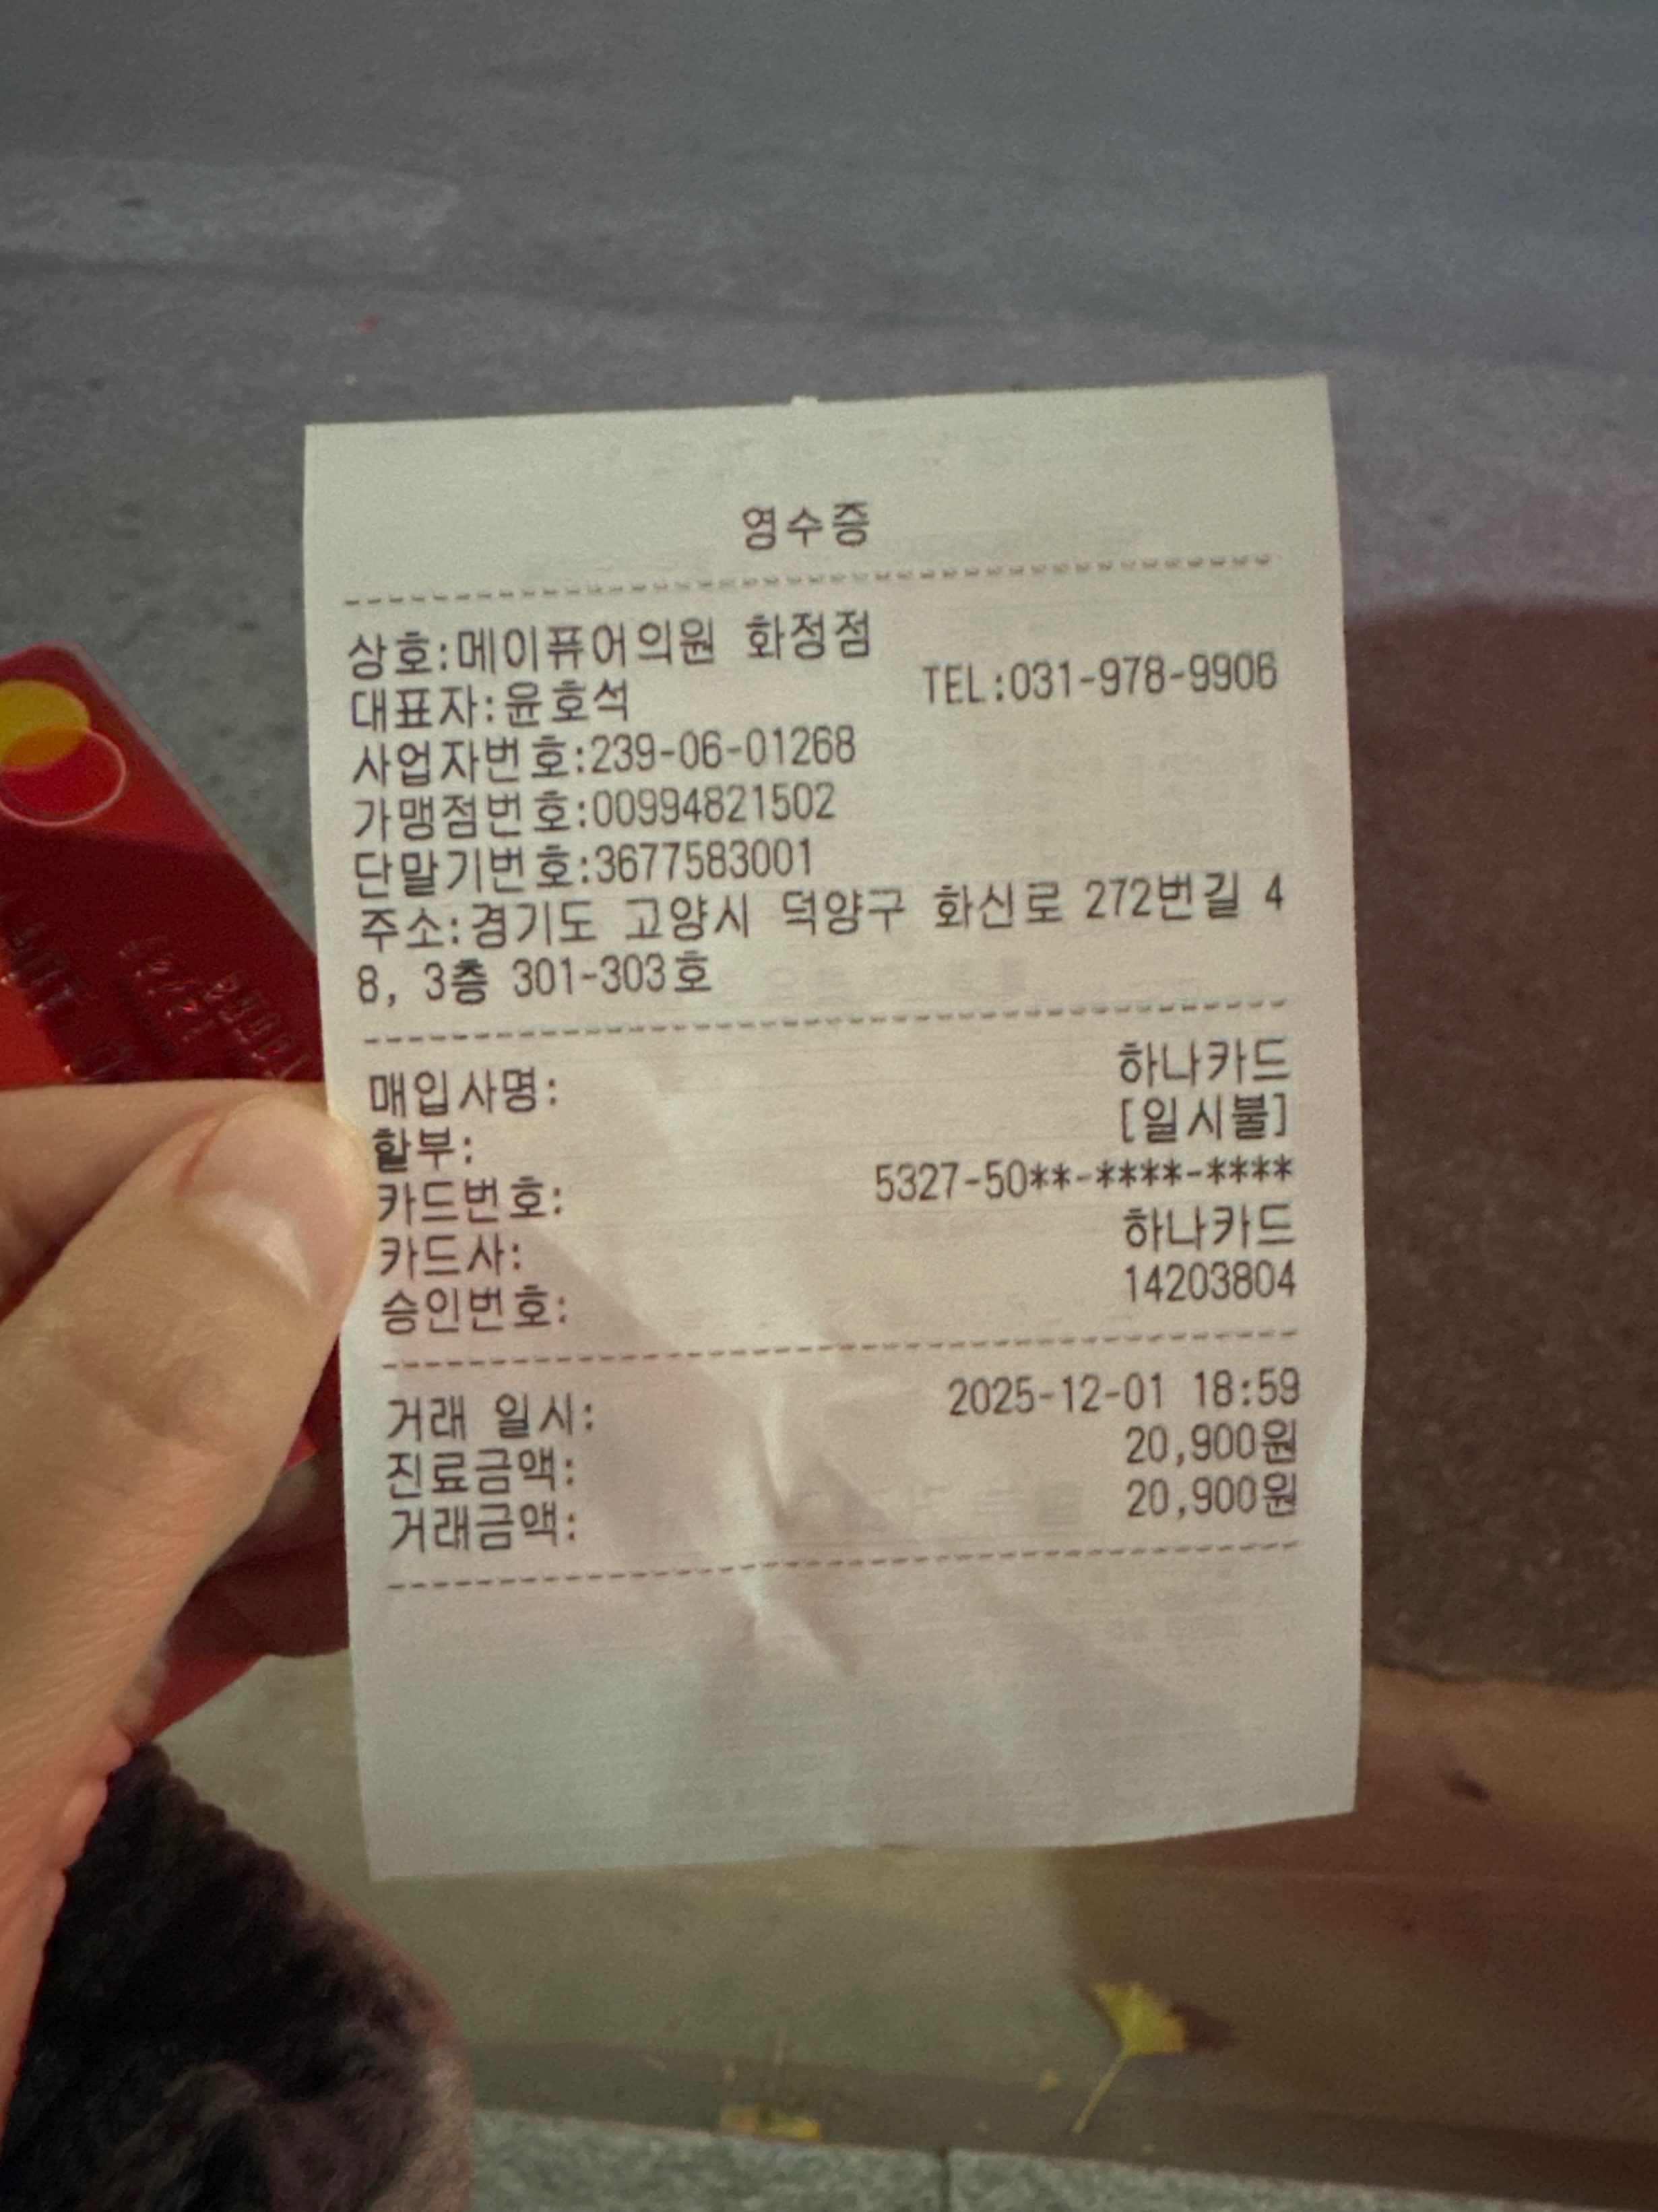 영수증
상호:메이퓨어의원 화정점
대표자:윤호석 TEL:031-978-9906
사업자번호:239-06-01268
가맹점번호:00994821502
단말기번호:3677583001
주소:경기도 고양시 덕양구 화신로 272번길 4
8, 3층 301-303호
매입사명: 하나카드
할부: [일시불]
카드번호: 5327-50**-****-****
카드사: 하나카드
승인번호: 14203804
거래 일시: 2025-12-01 18:59
진료금액: 20,900원
거래금액: 20,900원